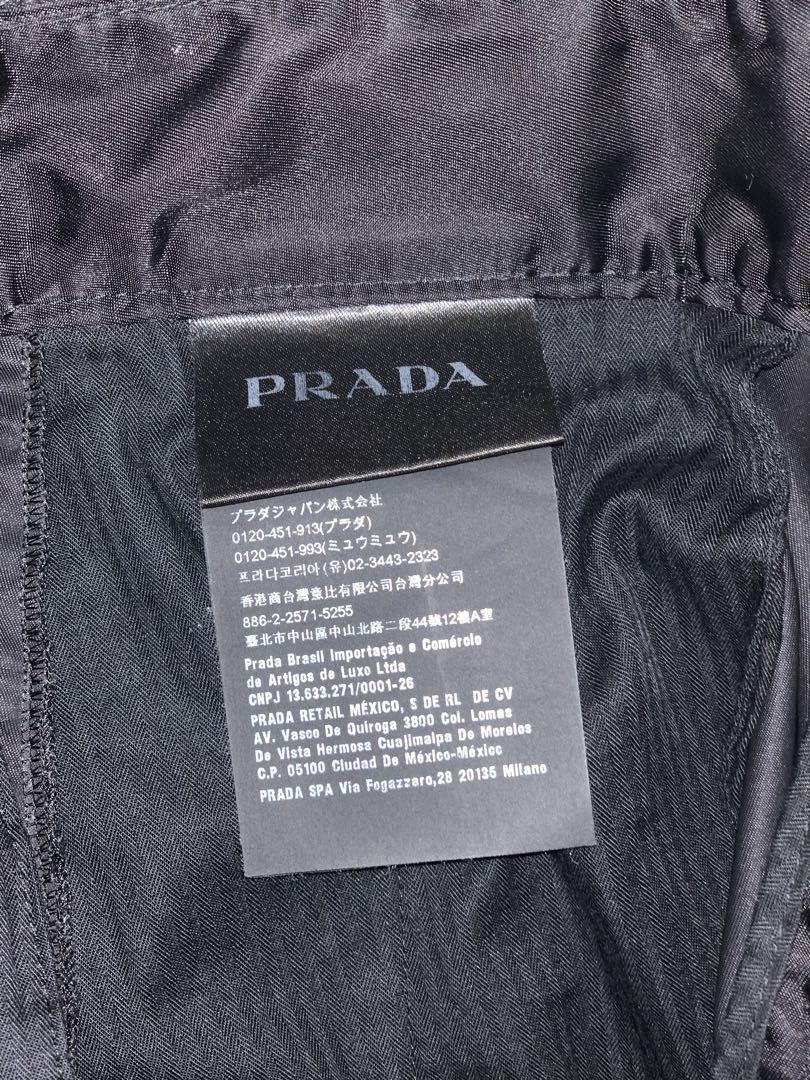 PRADA
プラダジャパン株式会社
0120-451-913(プラダ)
0120-451-993(ミュウミュウ)
프라다코리아(유)02-3443-2323
香港商台灣意比有限公司台灣分公司
886-2-2571-5255
臺北市中山區中山北路二段44號12樓A室
Prada Brasil Importação e Comércio
de Artigos de Luxo Ltda
CNPJ 13.633.271/0001-26
PRADA RETAIL MÉXICO, S DE RL DE CV
AV. Vasco De Quiroga 3800 Col. Lomas
De Vista Hermosa Cuajimalpa De Morelos
C.P. 05100 Ciudad De México-México
PRADA SPA Via Fogazzaro,28 20135 Milano